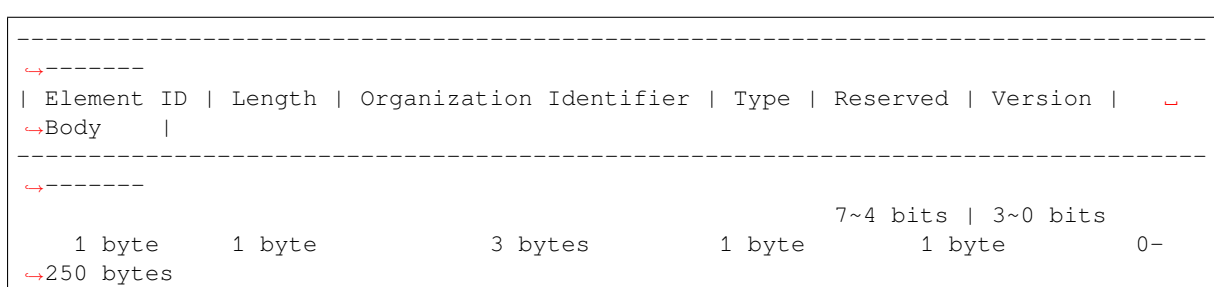 -------------------------------------------------------------------------------------
↪-------
| Element ID | Length | Organization Identifier | Type | Reserved | Version |   ␣
↪Body    |
-------------------------------------------------------------------------------------
↪-------
                                                          7~4 bits | 3~0 bits
   1 byte    1 byte            3 bytes         1 byte        1 byte        0-
↪250 bytes